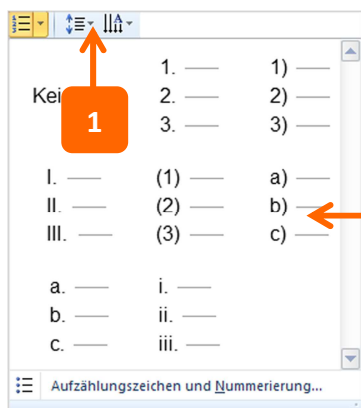 1. 1)
Kei 2. 2)
3. 3)
1
I. (1) a)
II. (2) b)
III. (3) c)
a. i.
b. ii.
c. iii.
Aufzählungszeichen und Nummerierung...